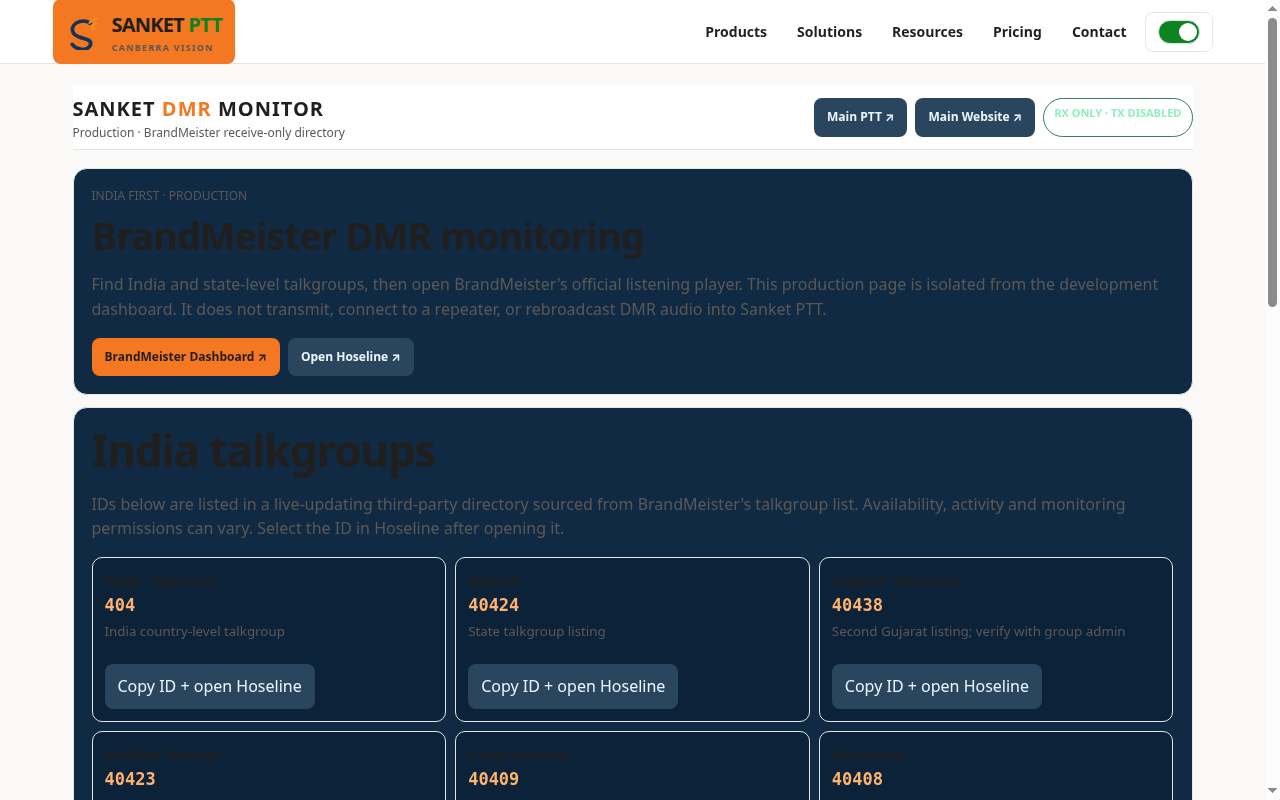 SANKET PTT
CANBERRA VISION
Products
Solutions
Resources
Pricing
Contact
SANKET DMR MONITOR
Production · BrandMeister receive-only directory
Main PTT ↗
Main Website ↗
RX ONLY · TX DISABLED
INDIA FIRST · PRODUCTION
BrandMeister DMR monitoring
Find India and state-level talkgroups, then open BrandMeister's official listening player. This production page is isolated from the development
dashboard. It does not transmit, connect to a repeater, or rebroadcast DMR audio into Sanket PTT.
BrandMeister Dashboard ↗
Open Hoseline ↗
India talkgroups
IDs below are listed in a live-updating third-party directory sourced from BrandMeister's talkgroup list. Availability, activity and monitoring
permissions can vary. Select the ID in Hoseline after opening it.
404
India country-level talkgroup
Copy ID + open Hoseline
40424
State talkgroup listing
Copy ID + open Hoseline
40438
Second Gujarat listing; verify with group admin
Copy ID + open Hoseline
40423
40409
40408